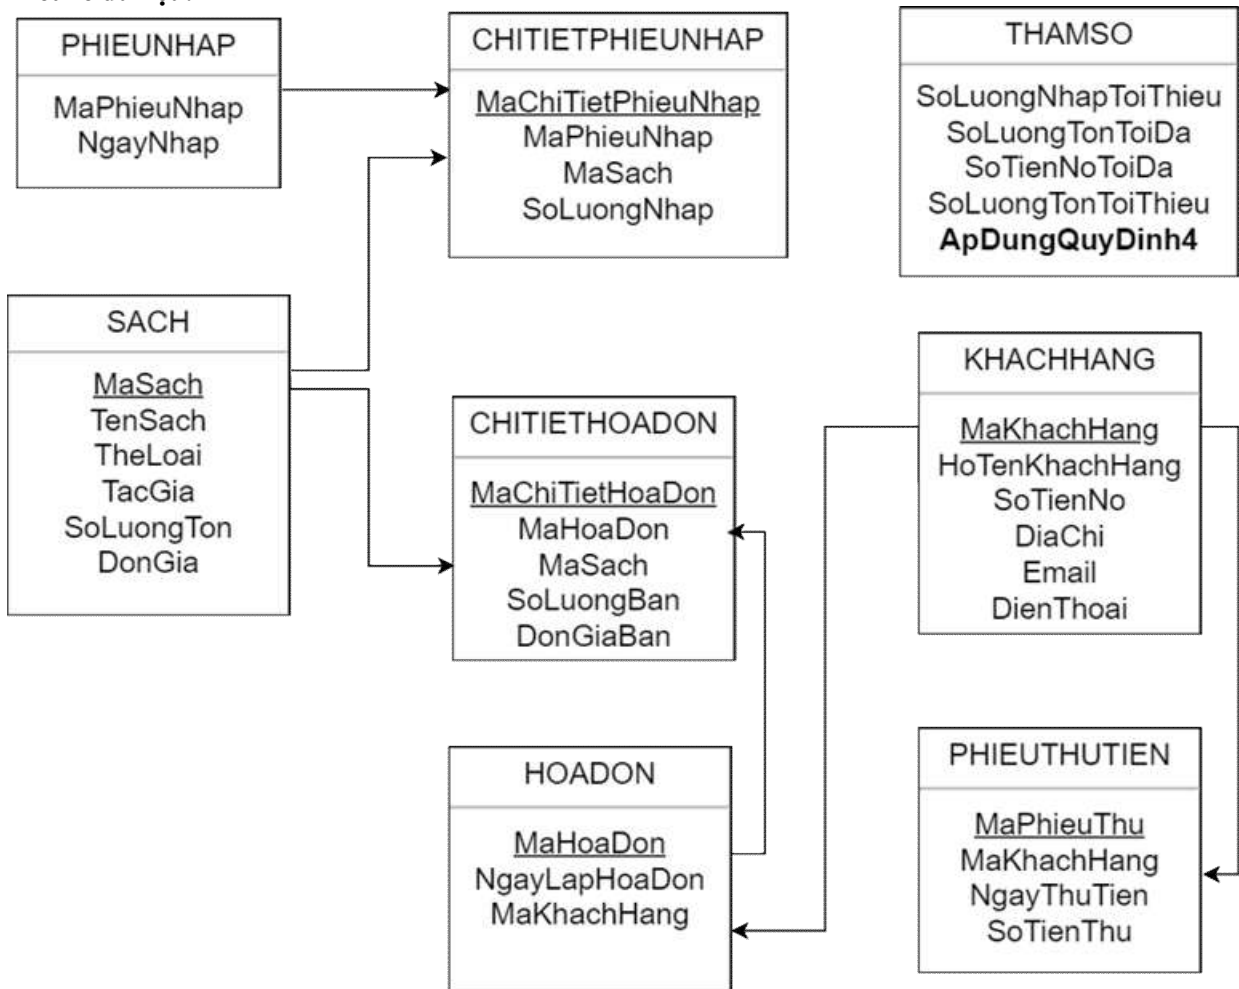 PHIEUNHAP
MaPhieuNhap
NgayNhap
CHITIETPHIEUNHAP
MaChiTietPhieuNhap
MaPhieuNhap
MaSach
SoLuongNhap
THAMSO
SoLuongNhapToiThieu
SoLuongTonToiDa
SoTienNoToiDa
SoLuongTonToiThieu
ApDungQuyDinh4
SACH
MaSach
TenSach
TheLoai
TacGia
SoLuongTon
DonGia
CHITIETHOADON
MaChiTietHoaDon
MaHoaDon
MaSach
SoLuongBan
DonGiaBan
KHACHHANG
MaKhachHang
HoTenKhachHang
SoTienNo
DiaChi
Email
DienThoai
HOADON
MaHoaDon
NgayLapHoaDon
MaKhachHang
PHIEUTHUTIEN
MaPhieuThu
MaKhachHang
NgayThuTien
SoTienThu